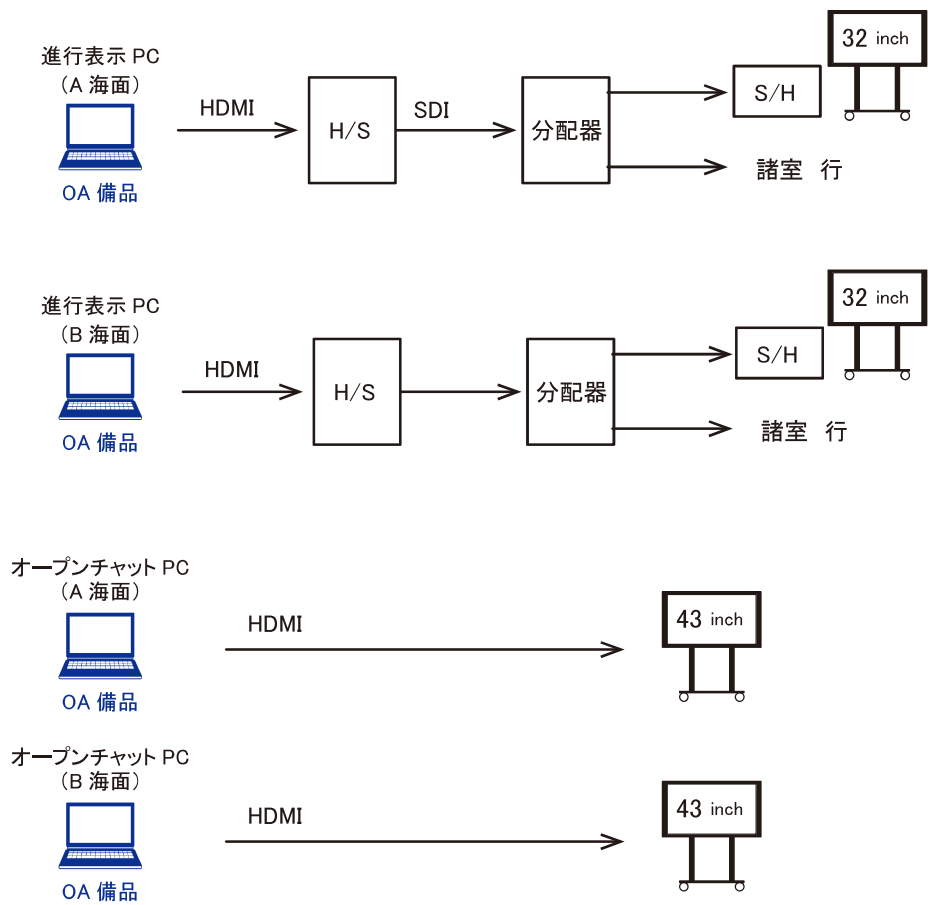 進行表示 PC
（A 海面）
OA 備品
HDMI
H/S
SDI
分配器
S/H
32 inch
諸室　行
進行表示 PC
（B 海面）
OA 備品
HDMI
H/S
分配器
S/H
32 inch
諸室　行
オープンチャット PC
（A 海面）
OA 備品
HDMI
43 inch
オープンチャット PC
（B 海面）
OA 備品
HDMI
43 inch